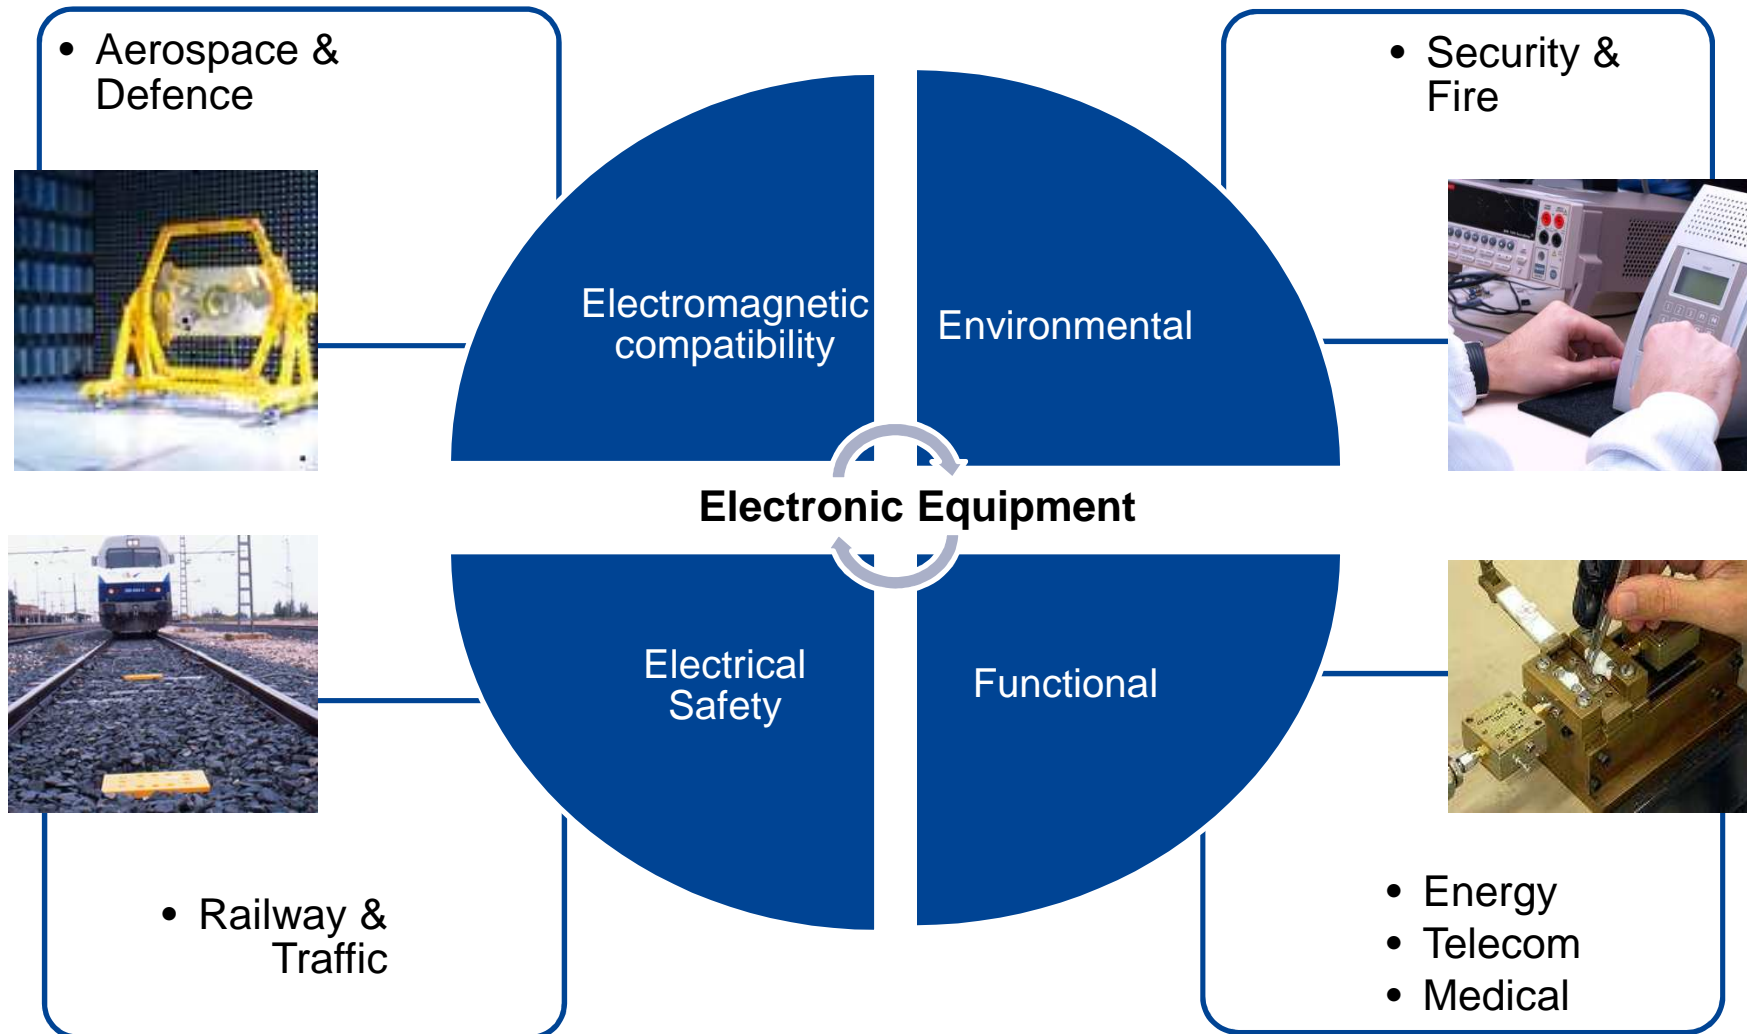 • Aerospace &
Defence
• Security &
Fire
Electromagnetic
compatibility
Environmental
Electronic Equipment
Electrical
Safety
Functional
• Railway &
Traffic
• Energy
• Telecom
• Medical